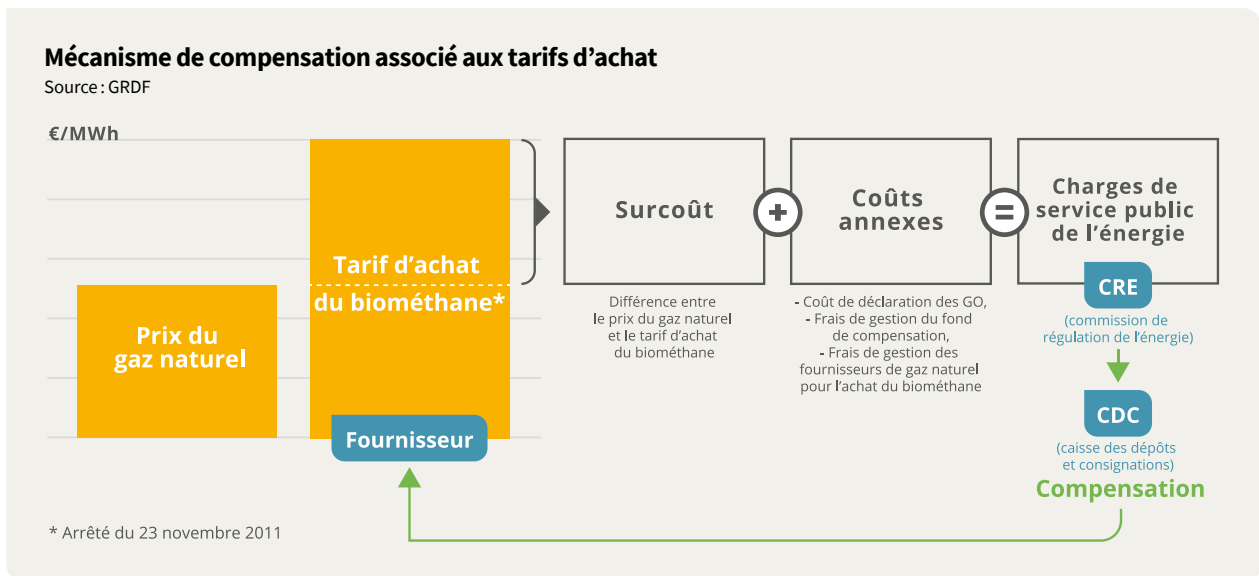 Mécanisme de compensation associé aux tarifs d'achat
Source : GRDF
€/MWh
Prix du
gaz naturel
Tarif d'achat
du biométhane*
Fournisseur
Surcoût
Différence entre
le prix du gaz naturel
et le tarif d'achat
du biométhane
+
Coûts
annexes
- Coût de déclaration des GO,
- Frais de gestion du fond
de compensation,
- Frais de gestion des
fournisseurs de gaz naturel
pour l'achat du biométhane
=
Charges de
service public
de l'énergie
CRE
(commission de
régulation de l'énergie)
CDC
(caisse des dépôts
et consignations)
Compensation
* Arrêté du 23 novembre 2011